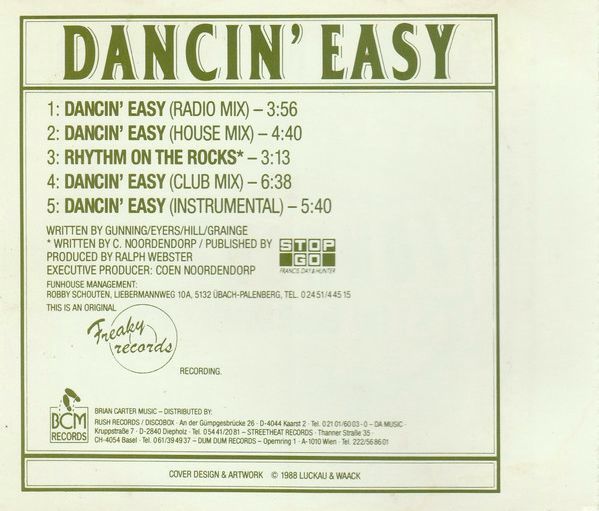 DANCIN' EASY
1: DANCIN' EASY (RADIO MIX) – 3:56
2: DANCIN' EASY (HOUSE MIX) – 4:40
3: RHYTHM ON THE ROCKS* – 3:13
4: DANCIN' EASY (CLUB MIX) – 6:38
5: DANCIN' EASY (INSTRUMENTAL) – 5:40
WRITTEN BY GUNNING/EYERS/HILL/GRAINGE
* WRITTEN BY C. NOORDENDORP / PUBLISHED BY
PRODUCED BY RALPH WEBSTER
EXECUTIVE PRODUCER: COEN NOORDENDORP
STOP
GO
FRANCIS, DAY & HUNTER
FUNHOUSE MANAGEMENT:
ROBBY SCHOUTEN, LIEBERMANNWEG 10A, 5132 ÜBACH-PALENBERG, TEL. 0 24 51/4 45 15
THIS IS AN ORIGINAL
Freaky
records
RECORDING.
BCM
RECORDS
BRIAN CARTER MUSIC – DISTRIBUTED BY:
RUSH RECORDS / DISCOBOX · An der Gümpgesbrücke 26 · D-4044 Kaarst 2 · Tel. 0 21 01/6 00 03 · 0 – DA MUSIC ·
Kruppstraße 7 · D-2840 Diepholz · Tel. 0 54 41/20 81 – STREETHEAT RECORDS · Thanner Straße 35 ·
CH-4054 Basel · Tel. 0 61/39 49 37 – DUM DUM RECORDS – Opernring 1 · A-1010 Wien · Tel. 222/56 86 01
COVER DESIGN & ARTWORK © 1988 LUCKAU & WAACK